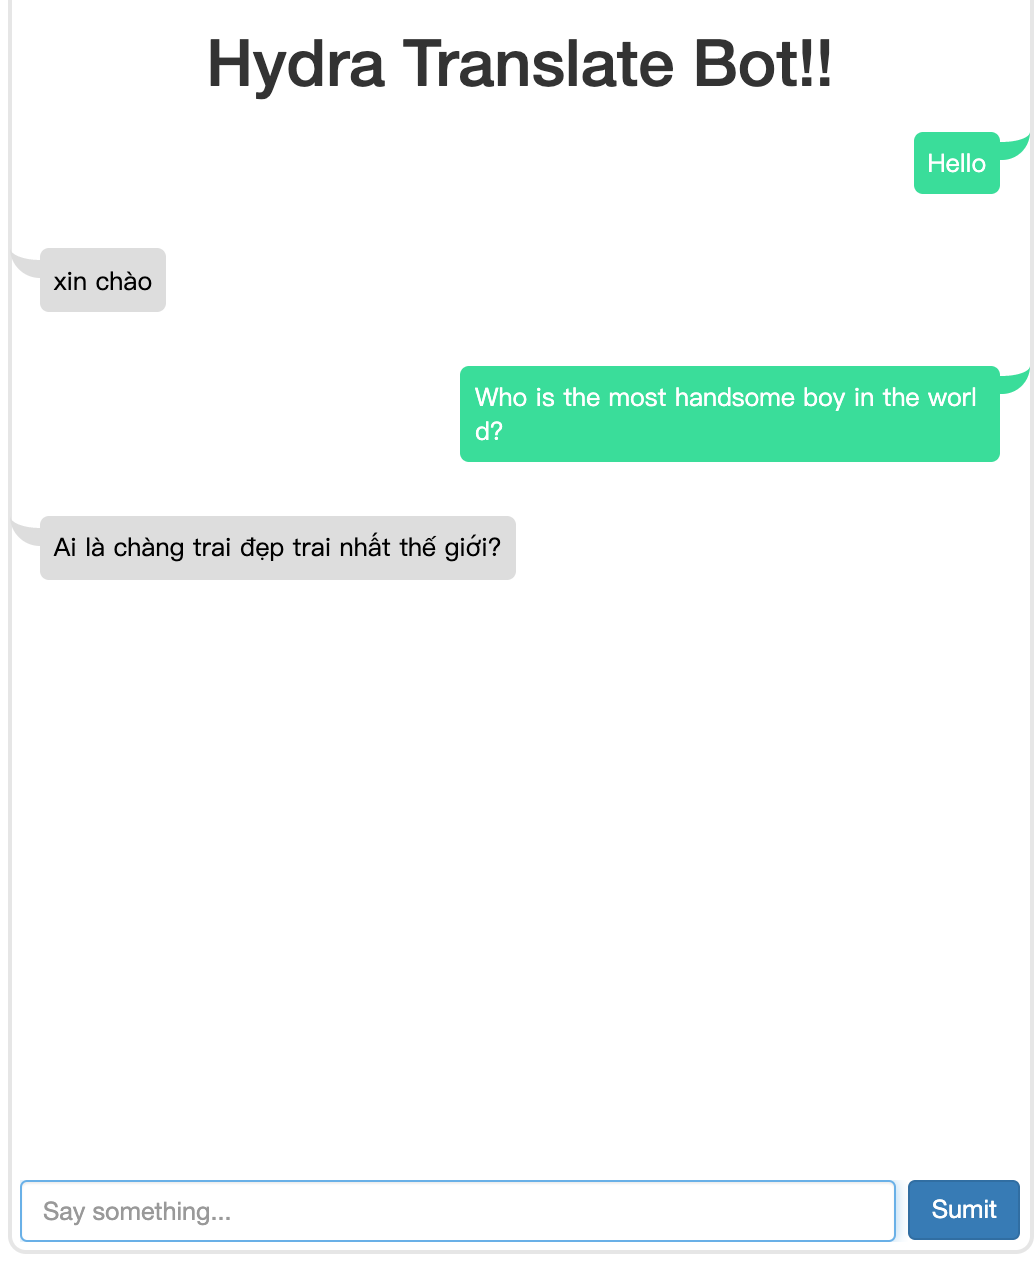 Hydra Translate Bot!!
Hello
xin chào
Who is the most handsome boy in the worl
d?
Ai là chàng trai đẹp trai nhất thế giới?
Say something...
Sumit